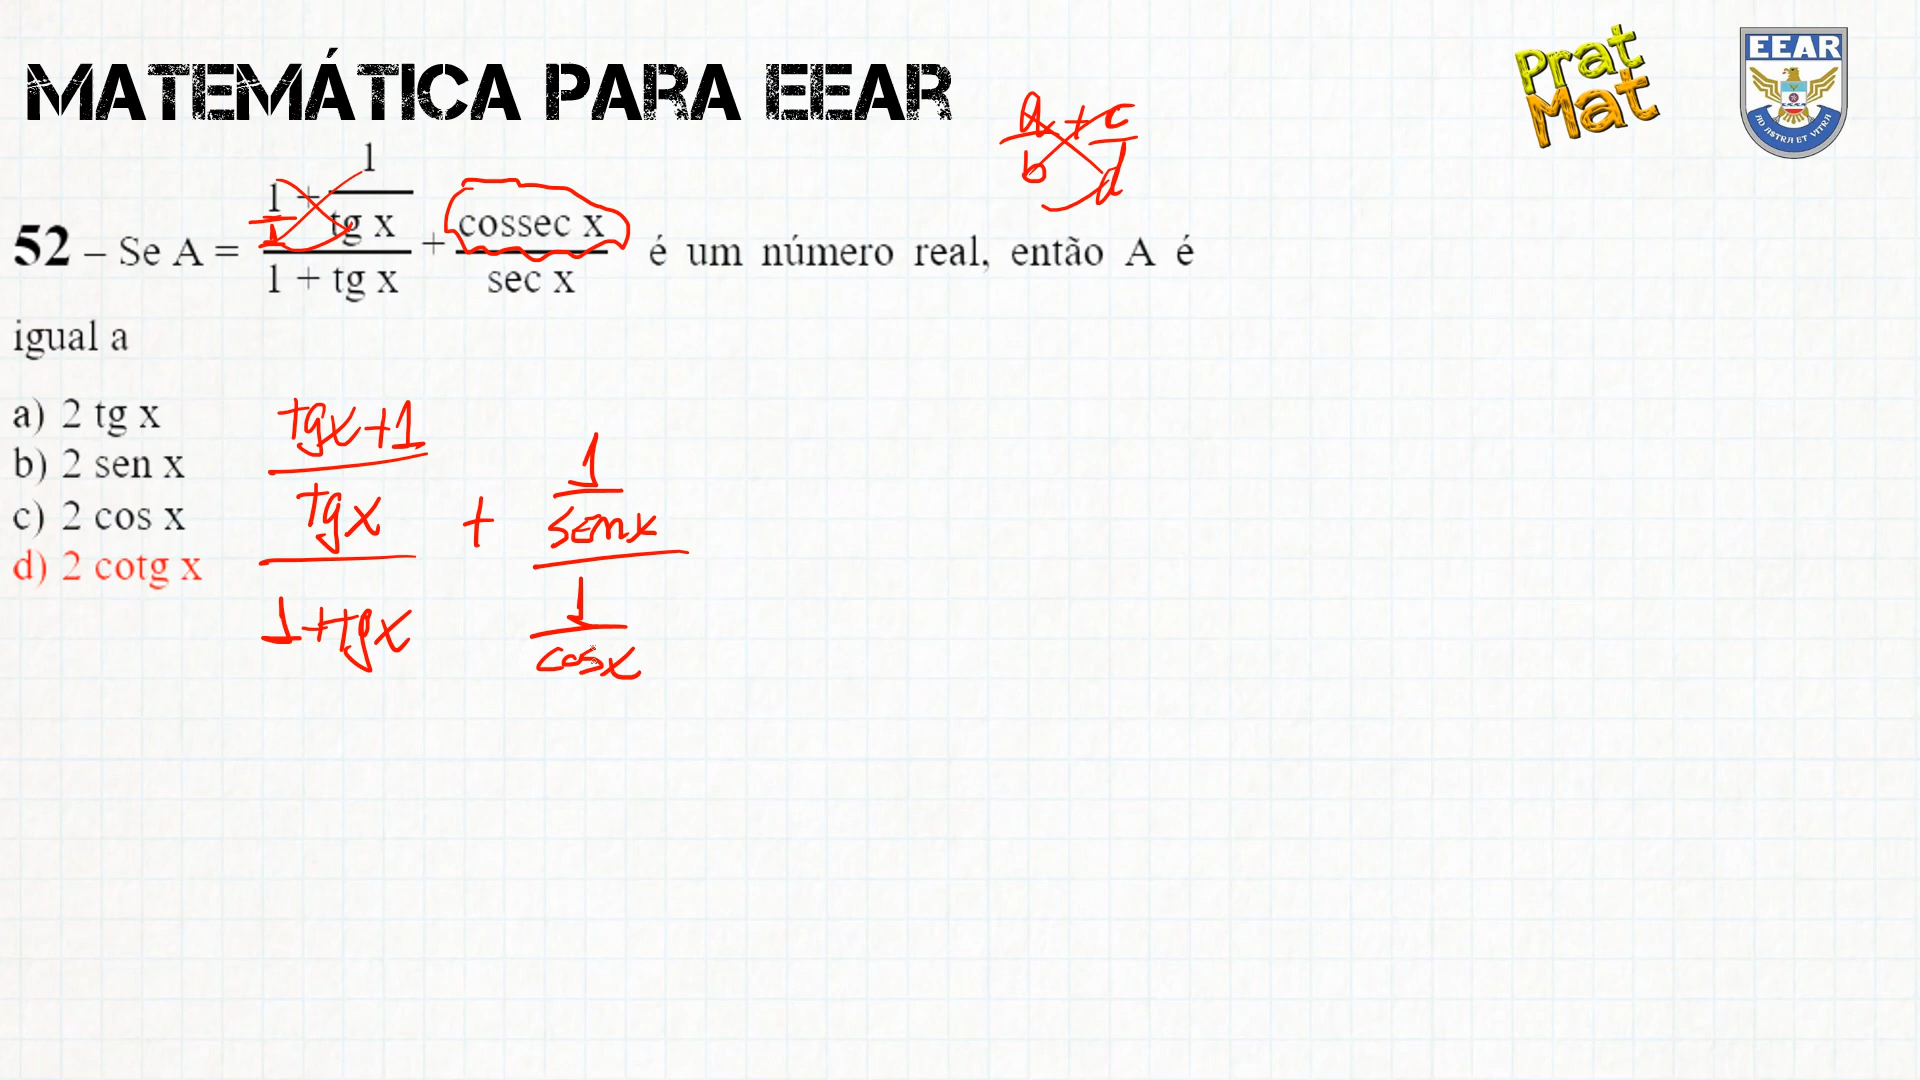 MATEMÁTICA PARA EEAR
Prat
Mat
EEAR
AD ASTRA ET VLTRA
a + c
b d
1
1 +
tg x
1
52 – Se A = + cossec x é um número real, então A é
1 + tg x sec x
igual a
a) 2 tg x
b) 2 sen x
c) 2 cos x
d) 2 cotg x
tgx+1
tgx
1+tgx
+
1
senx
1
cosx